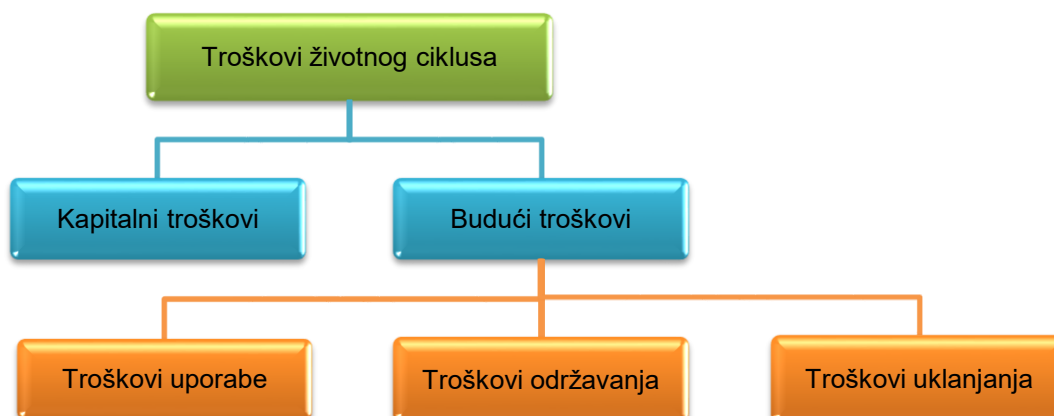 Troškovi životnog ciklusa
Kapitalni troškovi
Budući troškovi
Troškovi uporabe
Troškovi održavanja
Troškovi uklanjanja